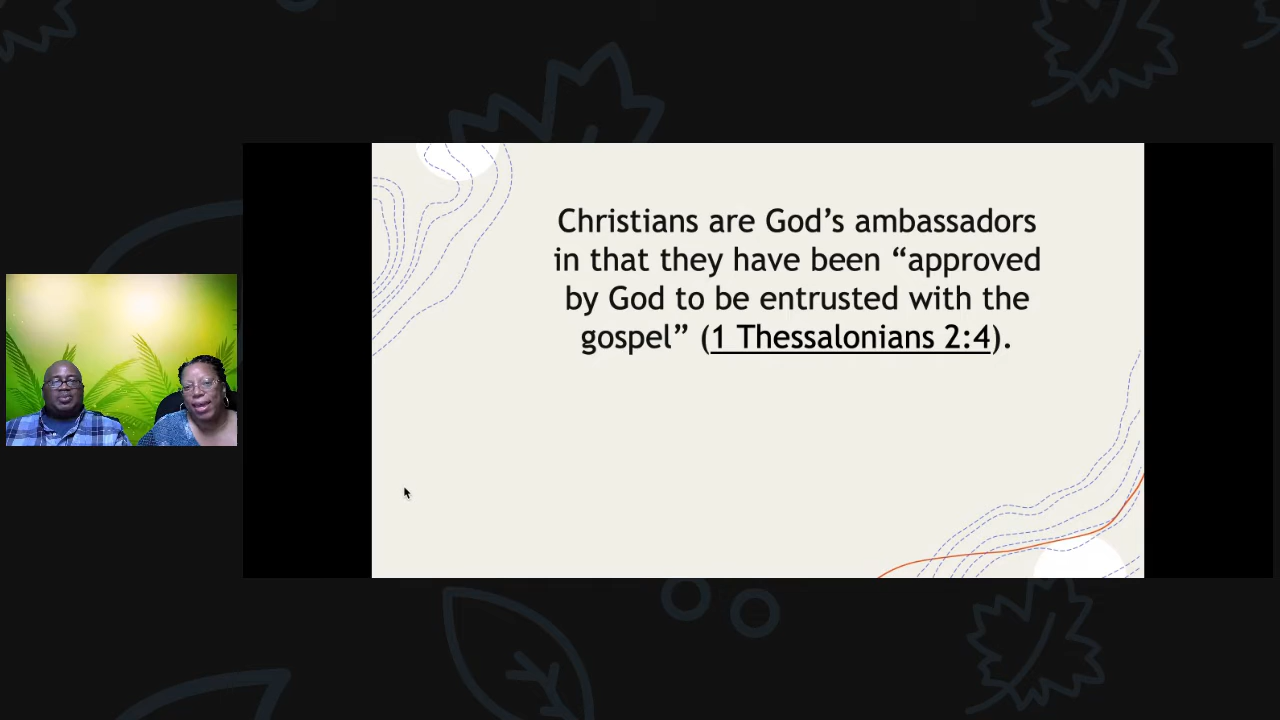 Christians are God’s ambassadors
in that they have been “approved
by God to be entrusted with the
gospel” (1 Thessalonians 2:4).